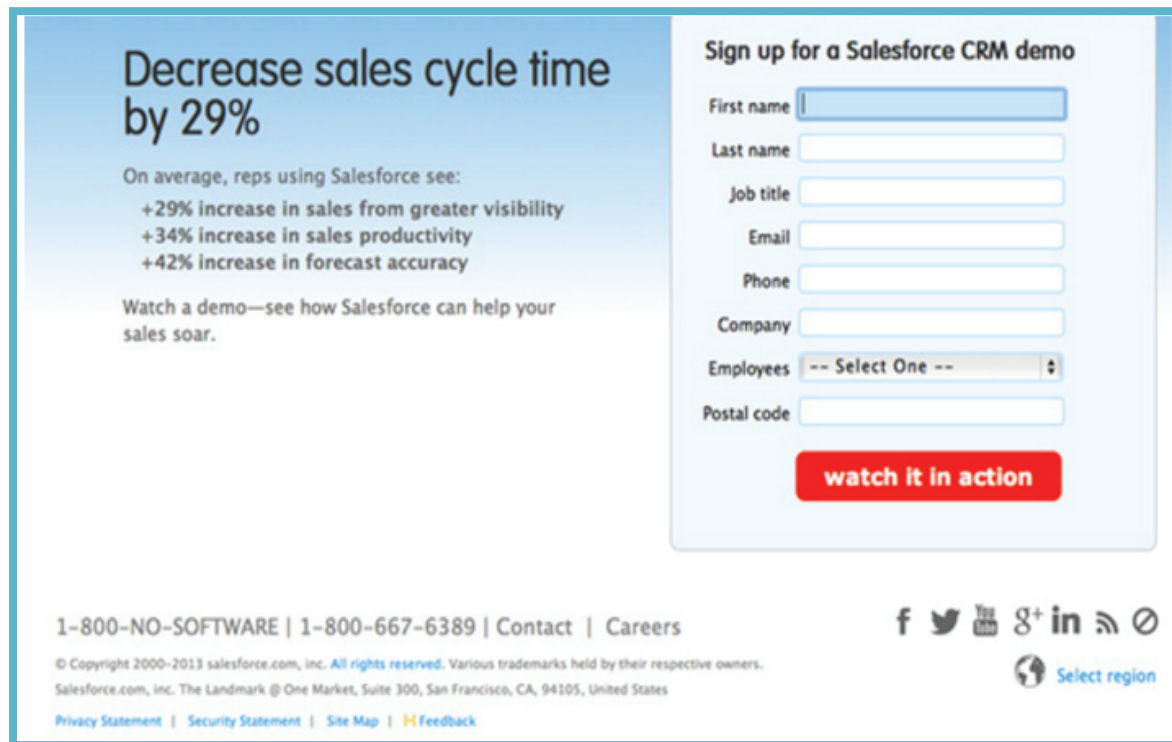 Decrease sales cycle time
by 29%
On average, reps using Salesforce see:
+29% increase in sales from greater visibility
+34% increase in sales productivity
+42% increase in forecast accuracy
Watch a demo—see how Salesforce can help your
sales soar.
Sign up for a Salesforce CRM demo
First name
Last name
Job title
Email
Phone
Company
Employees -- Select One --
Postal code
watch it in action
1-800-NO-SOFTWARE | 1-800-667-6389 | Contact | Careers
f You Tube g+ in
© Copyright 2000-2013 salesforce.com, inc. All rights reserved. Various trademarks held by their respective owners.
Salesforce.com, inc. The Landmark @ One Market, Suite 300, San Francisco, CA, 94105, United States
Select region
Privacy Statement | Security Statement | Site Map | Feedback